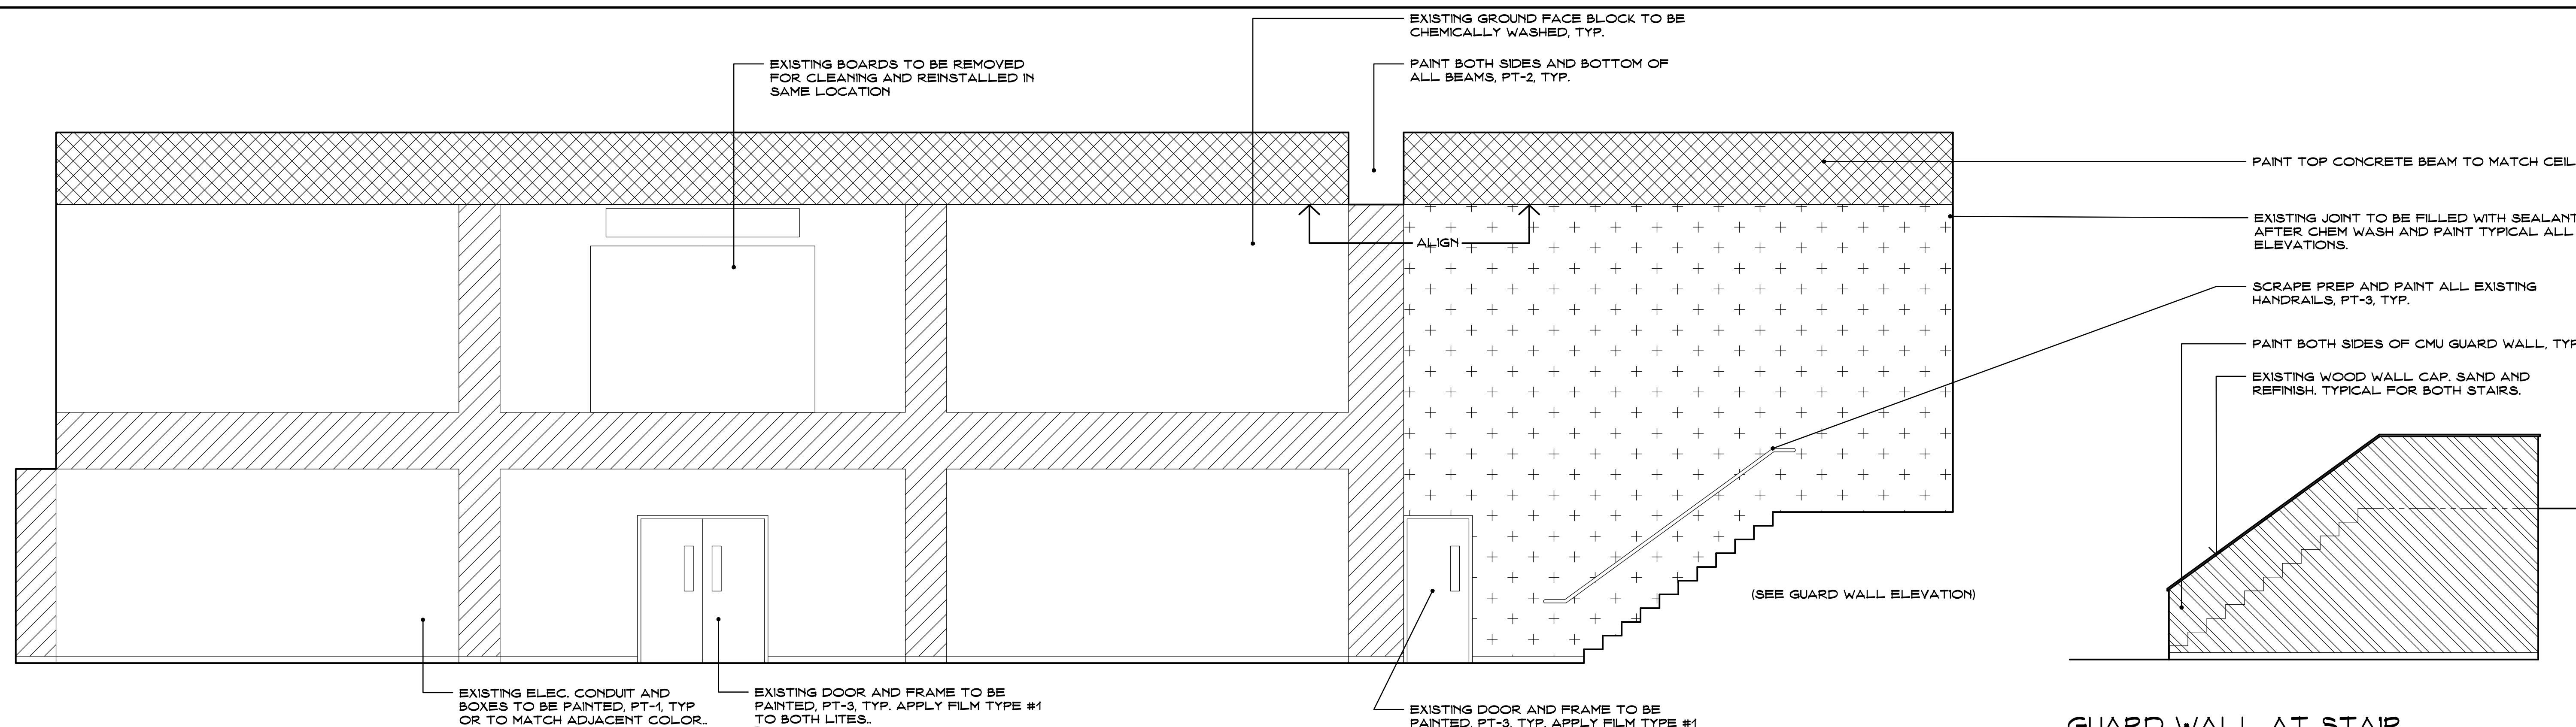 EXISTING GROUND FACE BLOCK TO BE
CHEMICALLY WASHED, TYP.
EXISTING BOARDS TO BE REMOVED
FOR CLEANING AND REINSTALLED IN
SAME LOCATION
PAINT BOTH SIDES AND BOTTOM OF
ALL BEAMS, PT-2, TYP.
PAINT TOP CONCRETE BEAM TO MATCH CEIL
EXISTING JOINT TO BE FILLED WITH SEALANT
AFTER CHEM WASH AND PAINT TYPICAL ALL
ELEVATIONS.
ALIGN
SCRAPE PREP AND PAINT ALL EXISTING
HANDRAILS, PT-3, TYP.
PAINT BOTH SIDES OF CMU GUARD WALL, TYP
EXISTING WOOD WALL CAP. SAND AND
REFINISH. TYPICAL FOR BOTH STAIRS.
(SEE GUARD WALL ELEVATION)
EXISTING ELEC. CONDUIT AND
BOXES TO BE PAINTED, PT-1, TYP
OR TO MATCH ADJACENT COLOR..
EXISTING DOOR AND FRAME TO BE
PAINTED, PT-3, TYP. APPLY FILM TYPE #1
TO BOTH LITES..
EXISTING DOOR AND FRAME TO BE
PAINTED, PT-3, TYP. APPLY FILM TYPE #1
GUARD WALL AT STAIR